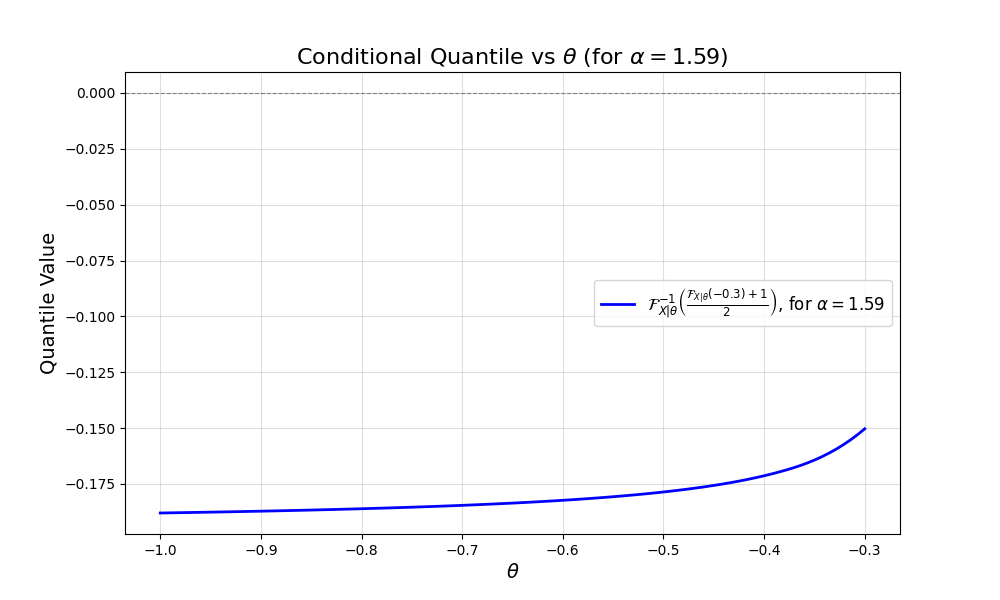 Conditional Quantile vs θ (for α = 1.59)
Quantile Value
0.000
−0.025
−0.050
−0.075
−0.100
−0.125
−0.150
−0.175
𝓕⁻¹_{X|θ}((𝓕_{X|θ}(−0.3) + 1)/2), for α = 1.59
−1.0 −0.9 −0.8 −0.7 −0.6 −0.5 −0.4 −0.3
θ